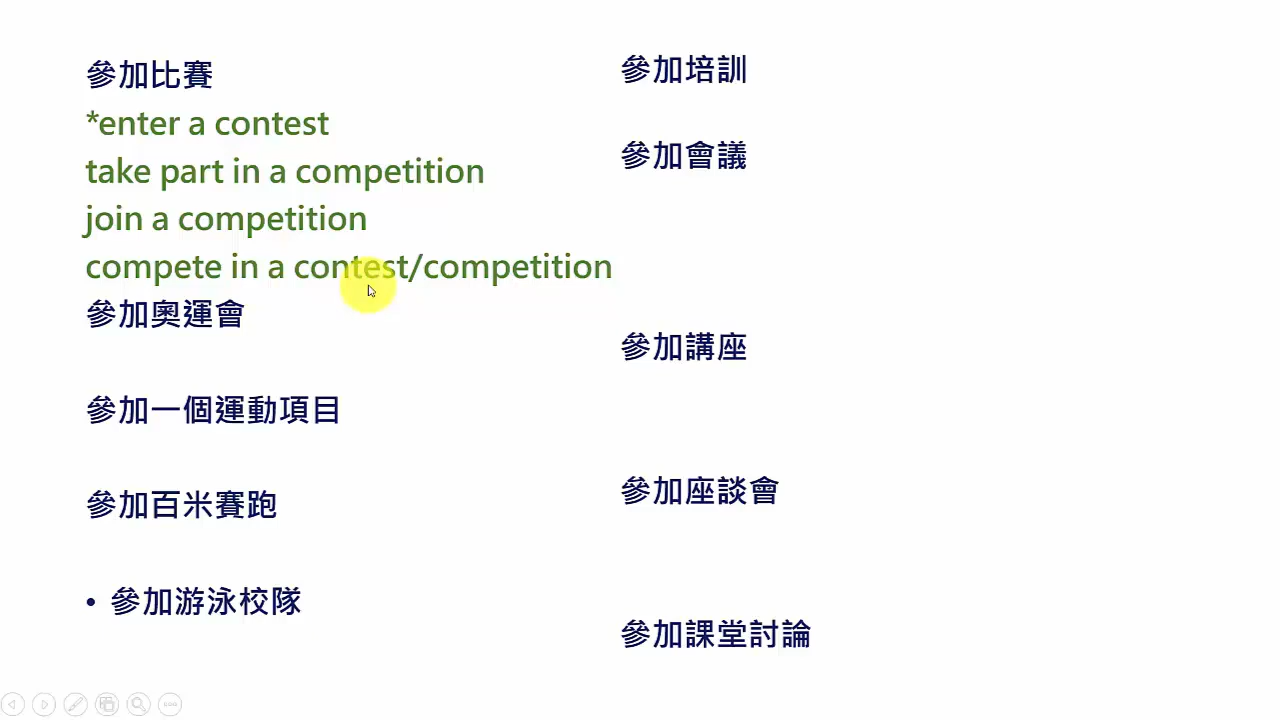 參加比賽
*enter a contest
take part in a competition
join a competition
compete in a contest/competition
參加奧運會
參加一個運動項目
參加百米賽跑
• 參加游泳校隊
參加培訓
參加會議
參加講座
參加座談會
參加課堂討論